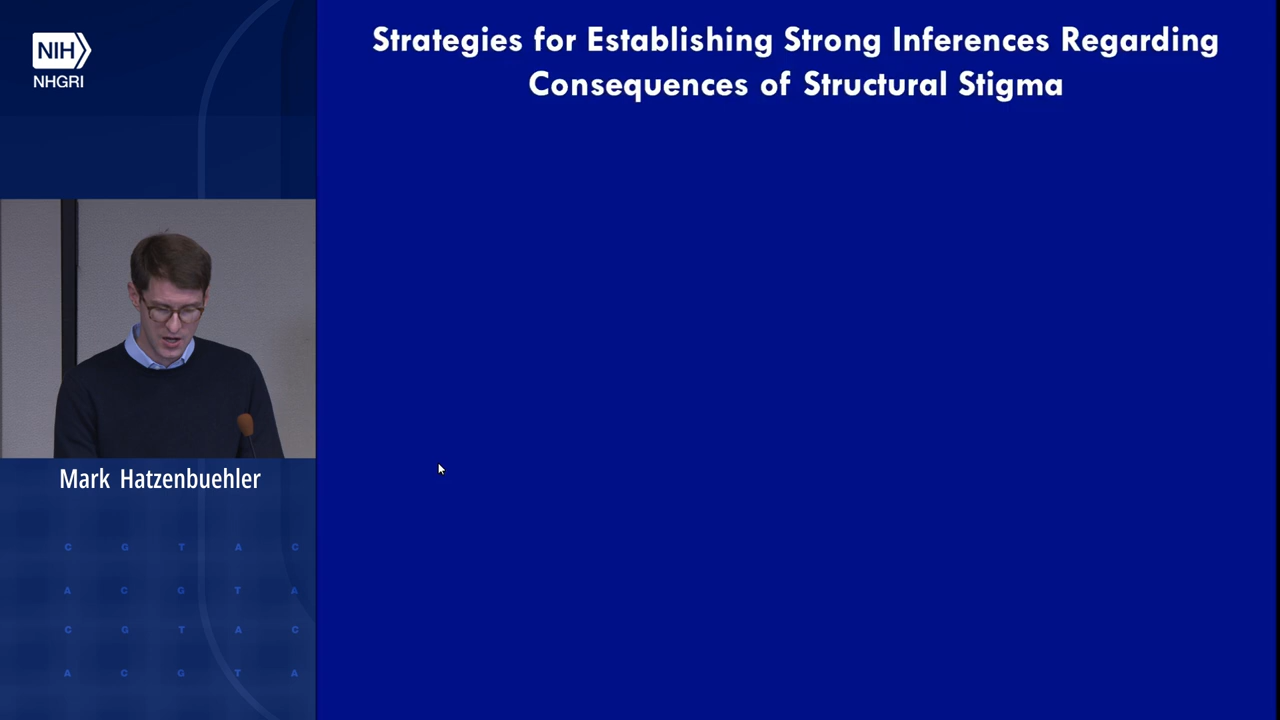 NIH
NHGRI
Strategies for Establishing Strong Inferences Regarding
Consequences of Structural Stigma
Mark Hatzenbuehler
C G T A C
A C G T A
C G T A C
A C G T A